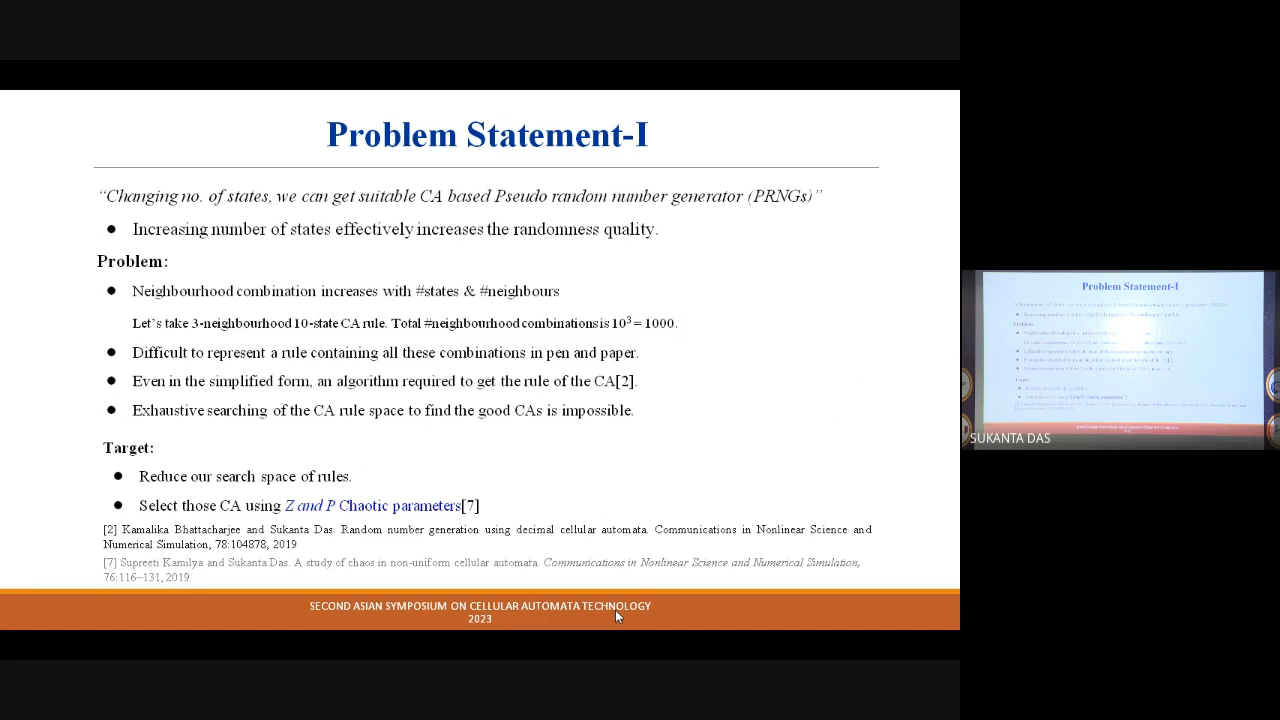 Problem Statement-I
“Changing no. of states, we can get suitable CA based Pseudo random number generator (PRNGs)”
● Increasing number of states effectively increases the randomness quality.
Problem:
● Neighbourhood combination increases with #states & #neighbours
Let’s take 3-neighbourhood 10-state CA rule. Total #neighbourhood combinations is 10³ = 1000.
● Difficult to represent a rule containing all these combinations in pen and paper.
● Even in the simplified form, an algorithm required to get the rule of the CA[2].
● Exhaustive searching of the CA rule space to find the good CAs is impossible.
Target:
● Reduce our search space of rules.
● Select those CA using Z and P Chaotic parameters[7]
[2] Kamalika Bhattacharjee and Sukanta Das. Random number generation using decimal cellular automata. Communications in Nonlinear Science and
Numerical Simulation, 78:104878, 2019
[7] Supreeti Kamilya and Sukanta Das. A study of chaos in non-uniform cellular automata. Communications in Nonlinear Science and Numerical Simulation,
76:116–131, 2019.
SECOND ASIAN SYMPOSIUM ON CELLULAR AUTOMATA TECHNOLOGY
2023
Problem Statement-I
SUKANTA DAS